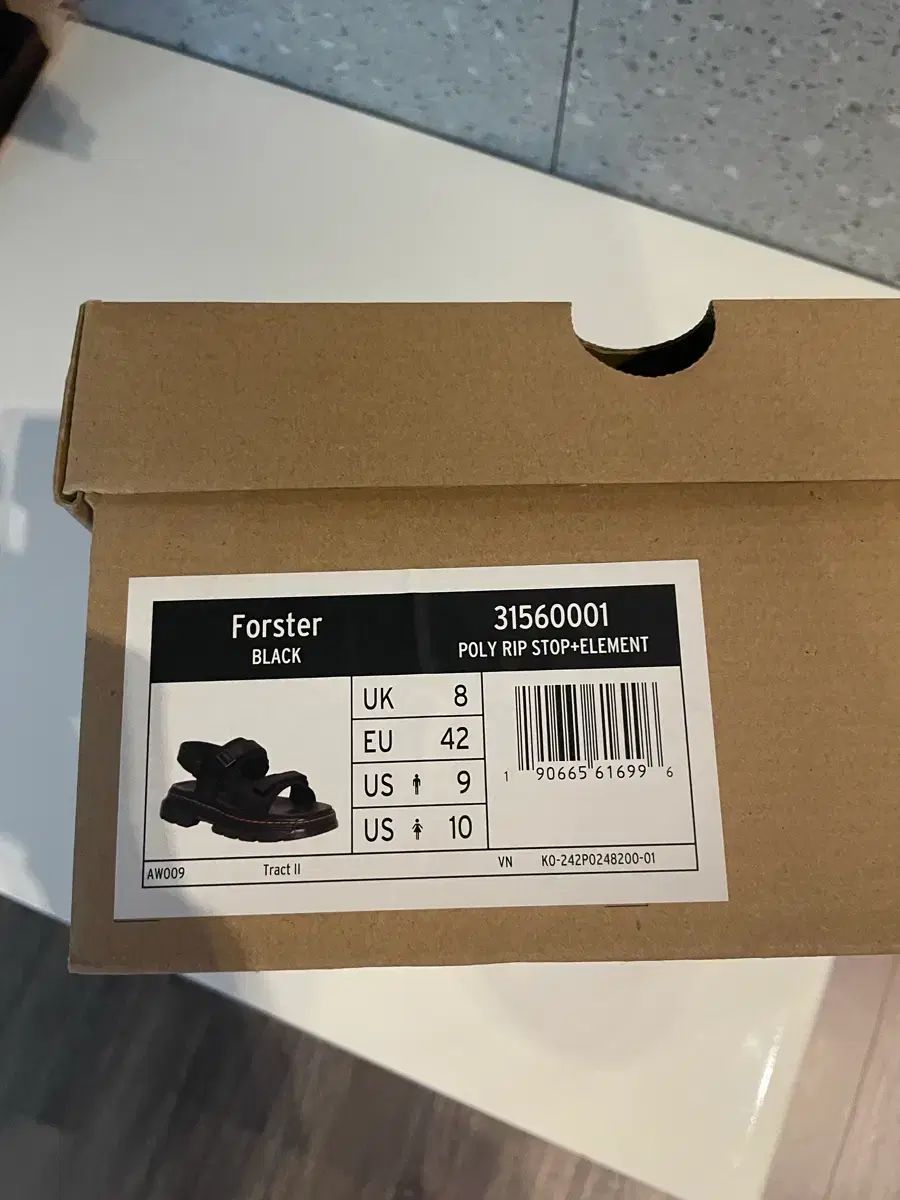 Forster
BLACK
31560001
POLY RIP STOP+ELEMENT
UK 8
EU 42
US 9
US 10
1 90665 61699 6
AW009
Tract II
VN
KO-242P0248200-01